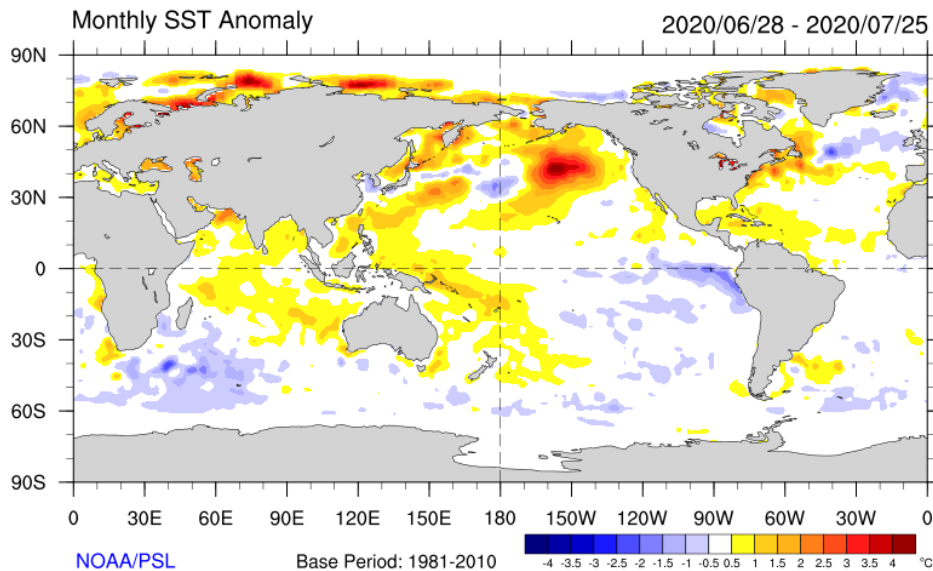 Monthly SST Anomaly 2020/06/28 - 2020/07/25
90N
60N
30N
0
30S
60S
90S
0 30E 60E 90E 120E 150E 180 150W 120W 90W 60W 30W 0
NOAA/PSL Base Period: 1981-2010
-4 -3.5 -3 -2.5 -2 -1.5 -1 -0.5 0.5 1 1.5 2 2.5 3 3.5 4 °C